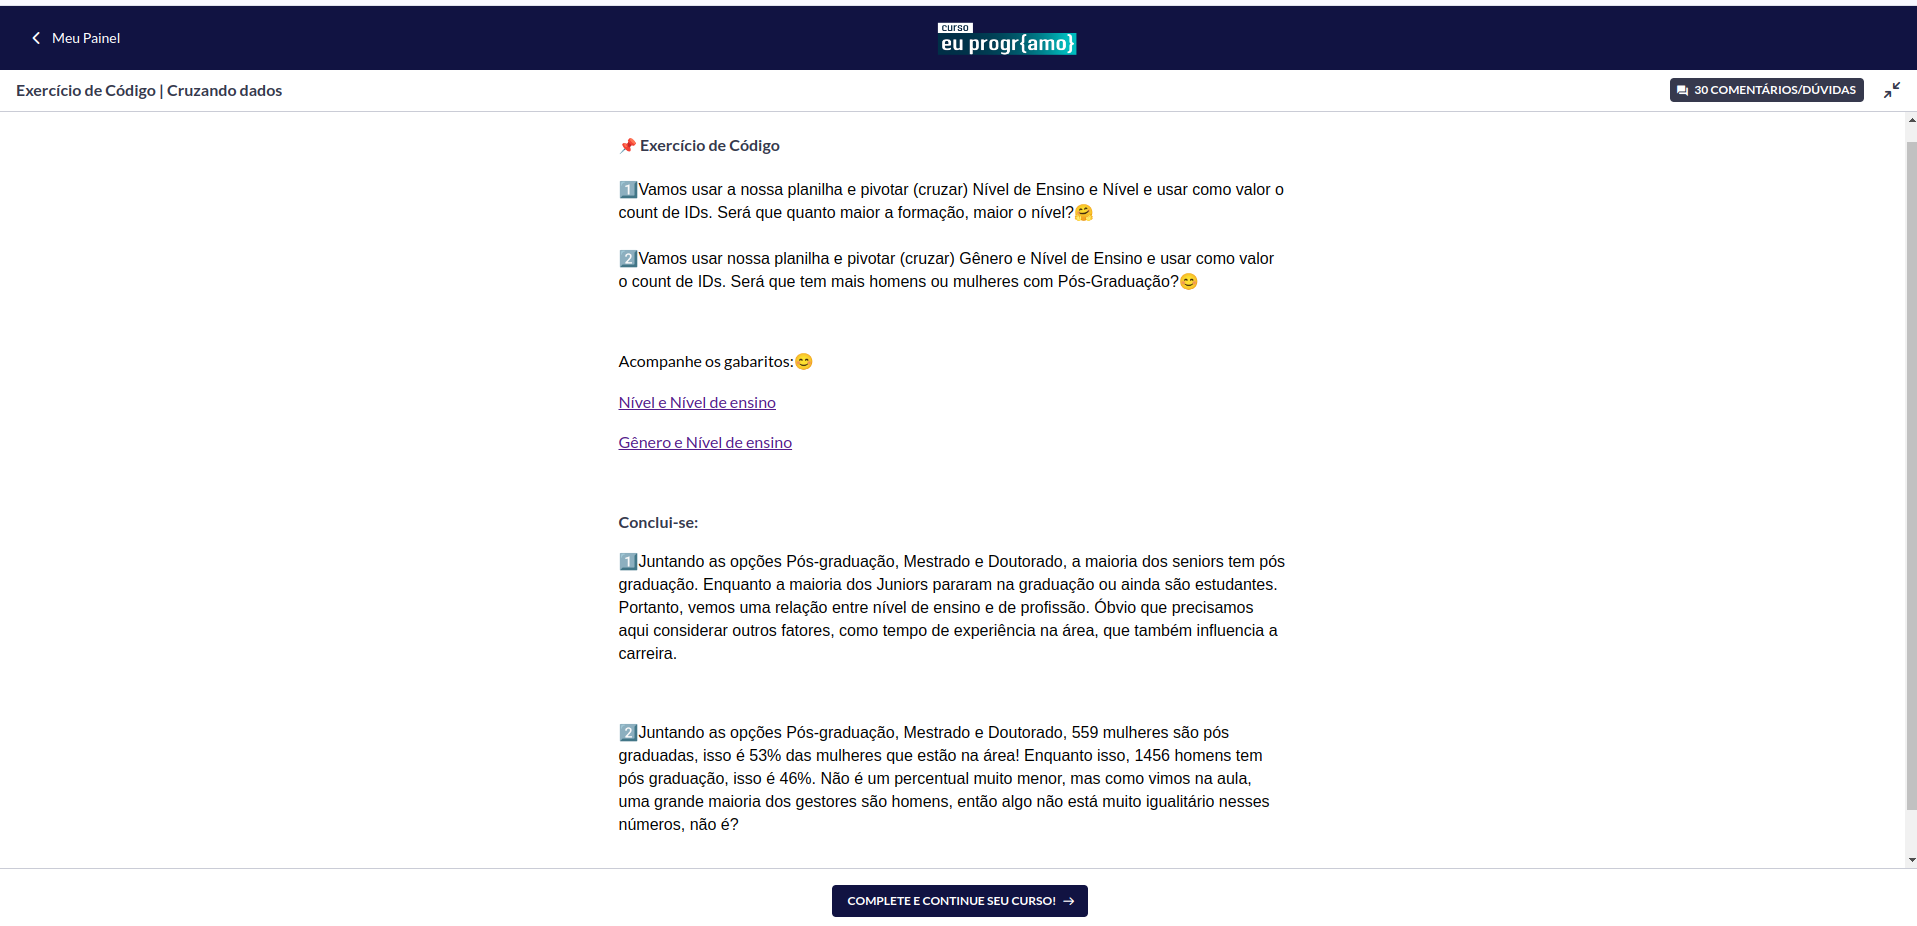 Meu Painel
curso
eu progr{amo}
Exercício de Código | Cruzando dados
30 COMENTÁRIOS/DÚVIDAS
📌 Exercício de Código
1️⃣Vamos usar a nossa planilha e pivotar (cruzar) Nível de Ensino e Nível e usar como valor o
count de IDs. Será que quanto maior a formação, maior o nível?🤗
2️⃣Vamos usar nossa planilha e pivotar (cruzar) Gênero e Nível de Ensino e usar como valor
o count de IDs. Será que tem mais homens ou mulheres com Pós-Graduação?😊
Acompanhe os gabaritos:😊
Nível e Nível de ensino
Gênero e Nível de ensino
Conclui-se:
1️⃣Juntando as opções Pós-graduação, Mestrado e Doutorado, a maioria dos seniors tem pós
graduação. Enquanto a maioria dos Juniors pararam na graduação ou ainda são estudantes.
Portanto, vemos uma relação entre nível de ensino e de profissão. Óbvio que precisamos
aqui considerar outros fatores, como tempo de experiência na área, que também influencia a
carreira.
2️⃣Juntando as opções Pós-graduação, Mestrado e Doutorado, 559 mulheres são pós
graduadas, isso é 53% das mulheres que estão na área! Enquanto isso, 1456 homens tem
pós graduação, isso é 46%. Não é um percentual muito menor, mas como vimos na aula,
uma grande maioria dos gestores são homens, então algo não está muito igualitário nesses
números, não é?
COMPLETE E CONTINUE SEU CURSO! →